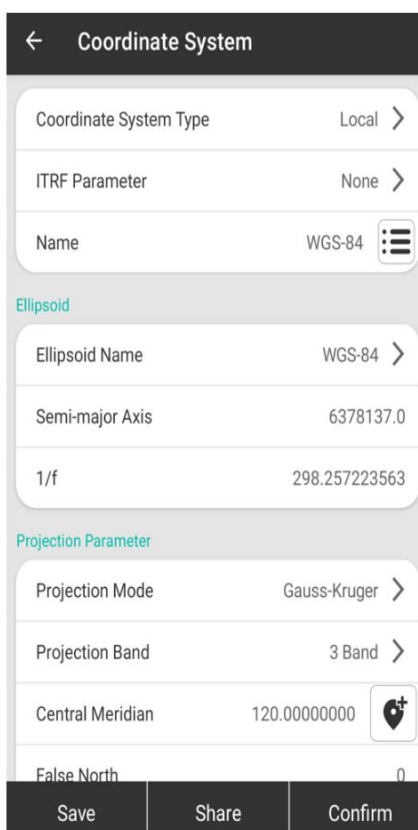 Coordinate System
Coordinate System Type Local
ITRF Parameter None
Name WGS-84
Ellipsoid
Ellipsoid Name WGS-84
Semi-major Axis 6378137.0
1/f 298.257223563
Projection Parameter
Projection Mode Gauss-Kruger
Projection Band 3 Band
Central Meridian 120.00000000
False North 0
Save Share Confirm